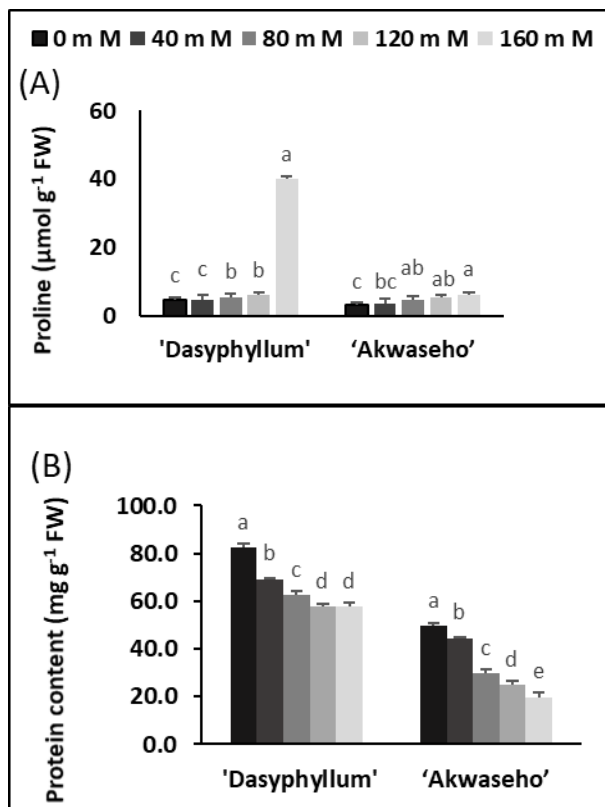 0 m M 40 m M 80 m M 120 m M 160 m M
(A)
Proline (µmol g⁻¹ FW)
60
40
20
0
c c b b a
c bc ab ab a
'Dasyphyllum' ‘Akwaseho’
(B)
Protein content (mg g⁻¹ FW)
100.0
80.0
60.0
40.0
20.0
0.0
a b c d d
a b c d e
'Dasyphyllum' ‘Akwaseho’